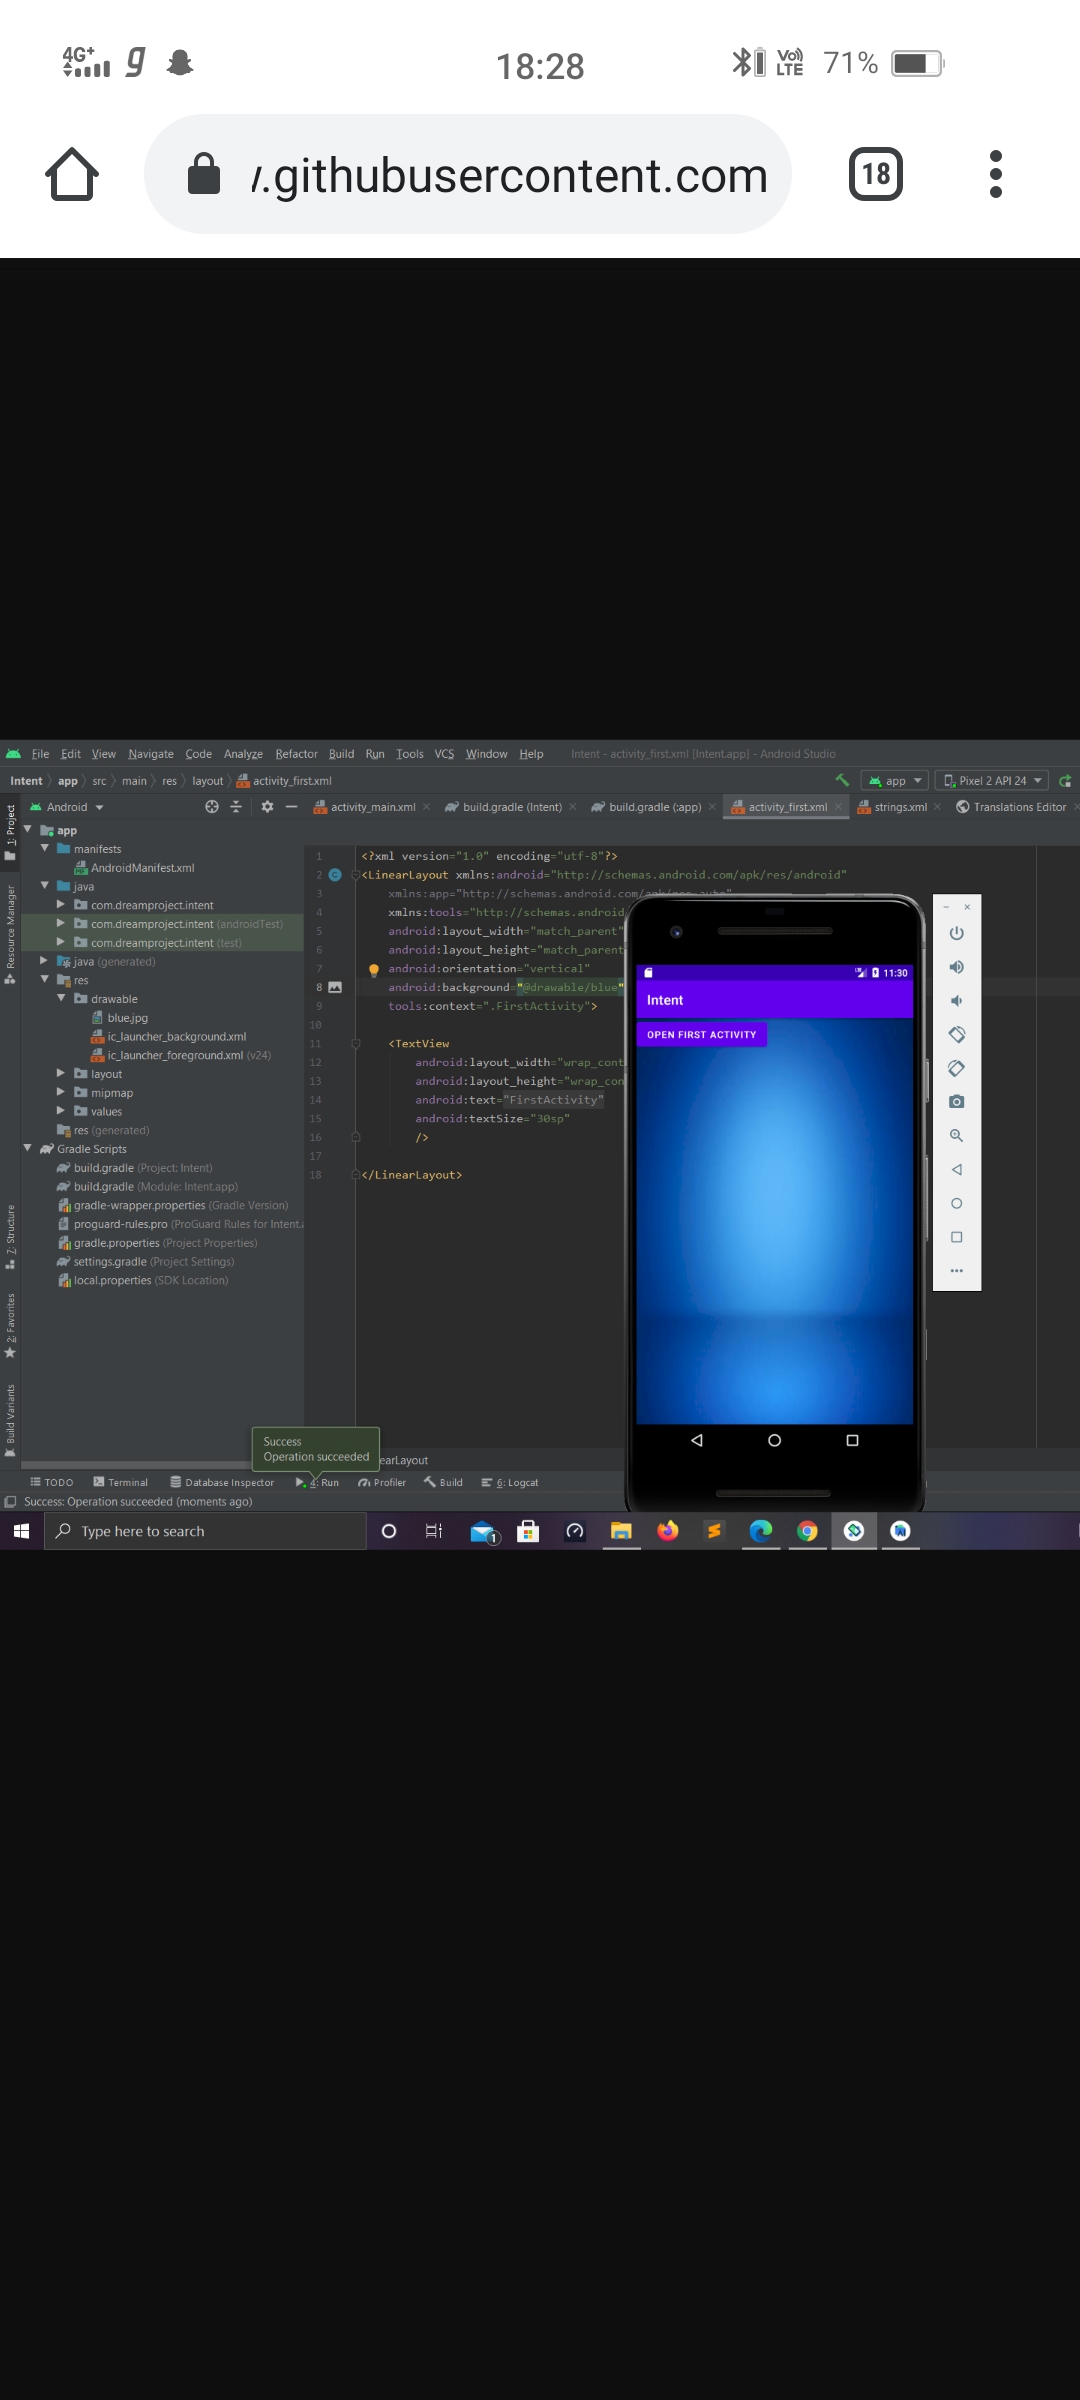 4G+
18:28
Vo)) LTE
71%
.githubusercontent.com
18
File Edit View Navigate Code Analyze Refactor Build Run Tools VCS Window Help Intent - activity_first.xml [Intent.app] - Android Studio
Intent app src main res layout activity_first.xml
app
Pixel 2 API 24
1: Project
Resource Manager
Z: Structure
2: Favorites
Build Variants
Android
activity_main.xml
build.gradle (Intent)
build.gradle (:app)
activity_first.xml
strings.xml
Translations Editor
app
manifests
AndroidManifest.xml
java
com.dreamproject.intent
com.dreamproject.intent (androidTest)
com.dreamproject.intent (test)
java (generated)
res
drawable
blue.jpg
ic_launcher_background.xml
ic_launcher_foreground.xml (v24)
layout
mipmap
values
res (generated)
Gradle Scripts
build.gradle (Project: Intent)
build.gradle (Module: Intent.app)
gradle-wrapper.properties (Gradle Version)
proguard-rules.pro (ProGuard Rules for Intent.a
gradle.properties (Project Properties)
settings.gradle (Project Settings)
local.properties (SDK Location)
1 <?xml version="1.0" encoding="utf-8"?>
2 <LinearLayout xmlns:android="http://schemas.android.com/apk/res/android"
3 xmlns:app="http://schemas.android.com/apk/res-auto"
4 xmlns:tools="http://schemas.android
5 android:layout_width="match_parent"
6 android:layout_height="match_parent
7 android:orientation="vertical"
8 android:background="@drawable/blue"
9 tools:context=".FirstActivity">
10
11 <TextView
12 android:layout_width="wrap_cont
13 android:layout_height="wrap_con
14 android:text="FirstActivity"
15 android:textSize="30sp"
16 />
17
18 </LinearLayout>
11:30
Intent
OPEN FIRST ACTIVITY
Success
Operation succeeded
earLayout
TODO
Terminal
Database Inspector
4: Run
Profiler
Build
6: Logcat
Success: Operation succeeded (moments ago)
Type here to search
1